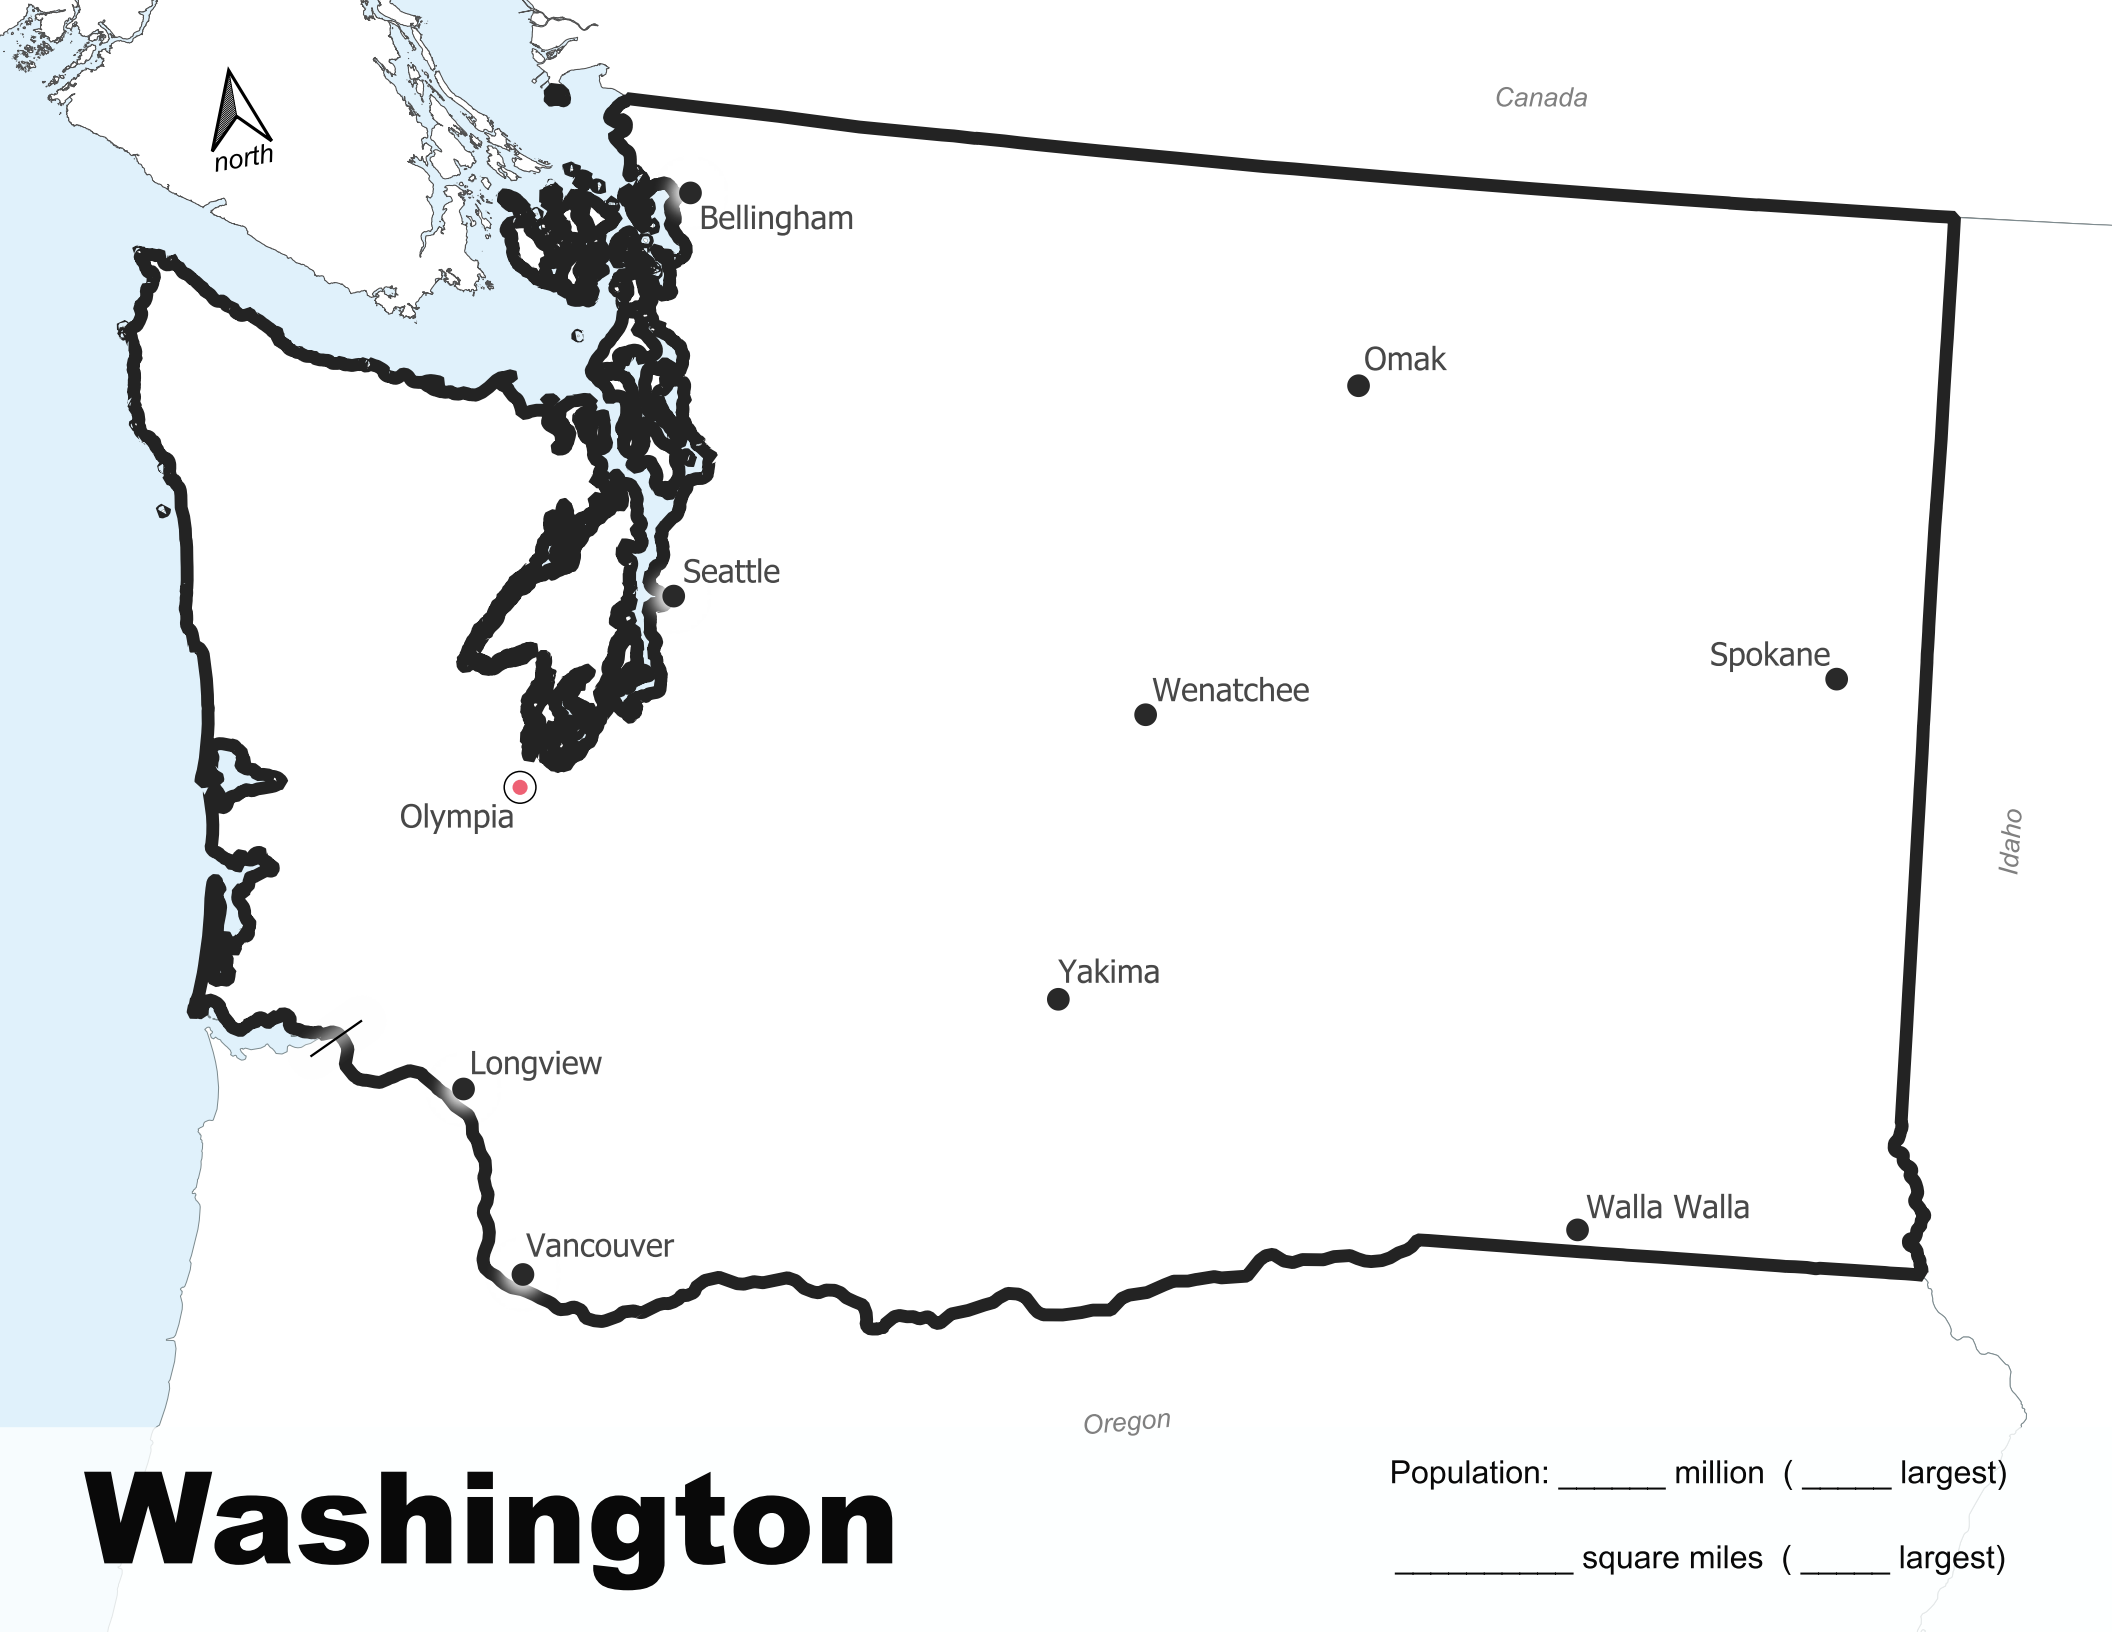 Canada
north
Bellingham
Omak
Seattle
Spokane
Wenatchee
Olympia
Idaho
Yakima
Longview
Walla Walla
Vancouver
Oregon
Washington
Population: ______ million ( _____ largest)
__________ square miles ( _____ largest)